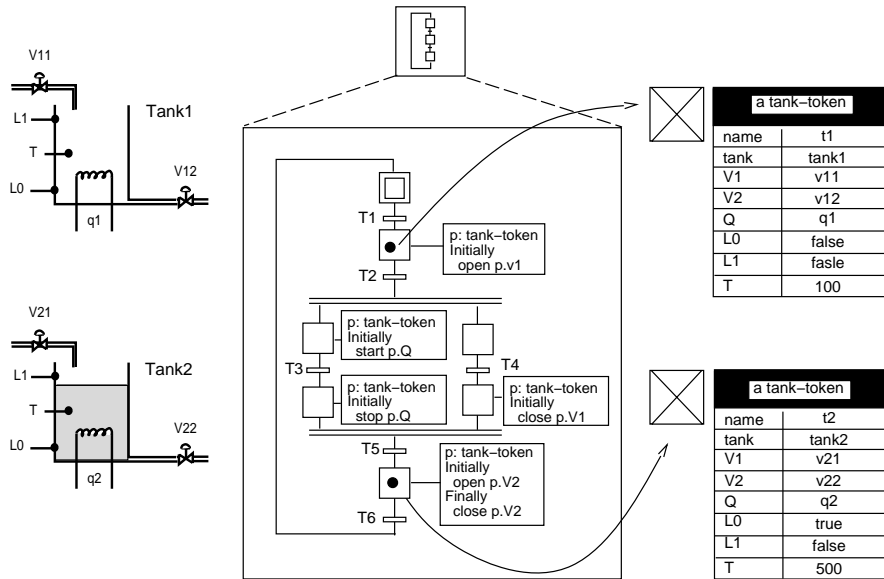 V11
Tank1
L1
T
V12
L0
q1
V21
Tank2
L1
T
V22
L0
q2
T1
p: tank-token
Initially
open p.v1
T2
p: tank-token
Initially
start p.Q
T3
T4
p: tank-token
Initially
stop p.Q
p: tank-token
Initially
close p.V1
T5
p: tank-token
Initially
open p.V2
Finally
close p.V2
T6
a tank-token
name t1
tank tank1
V1 v11
V2 v12
Q q1
L0 false
L1 fasle
T 100
a tank-token
name t2
tank tank2
V1 v21
V2 v22
Q q2
L0 true
L1 false
T 500